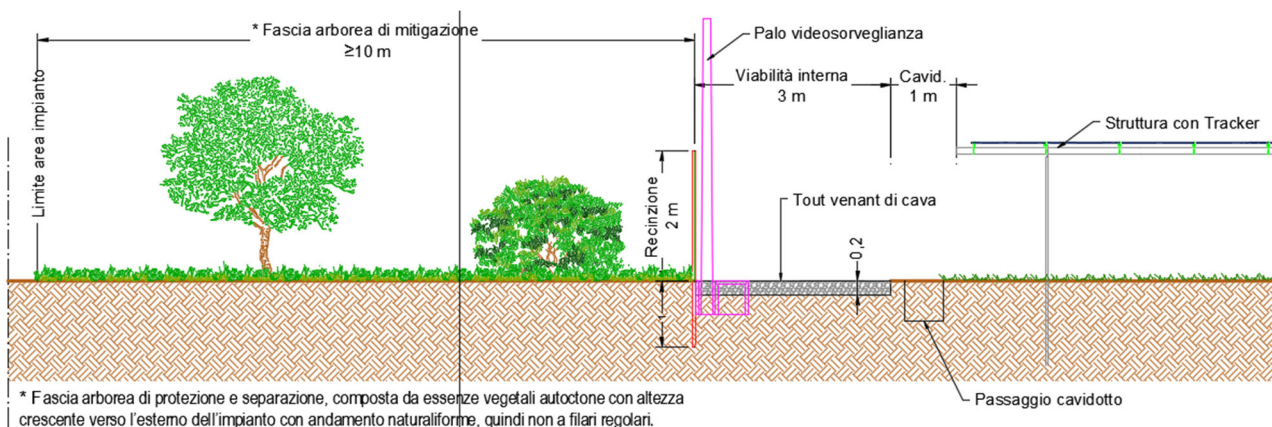 * Fascia arborea di mitigazione
≥10 m
Palo videosorveglianza
Viabilità interna
3 m
Cavid.
1 m
Struttura con Tracker
Limite area impianto
Recinzione
2 m
Tout venant di cava
0,2
1
Passaggio cavidotto
* Fascia arborea di protezione e separazione, composta da essenze vegetali autoctone con altezza
crescente verso l'esterno dell'impianto con andamento naturaliforme, quindi non a filari regolari.